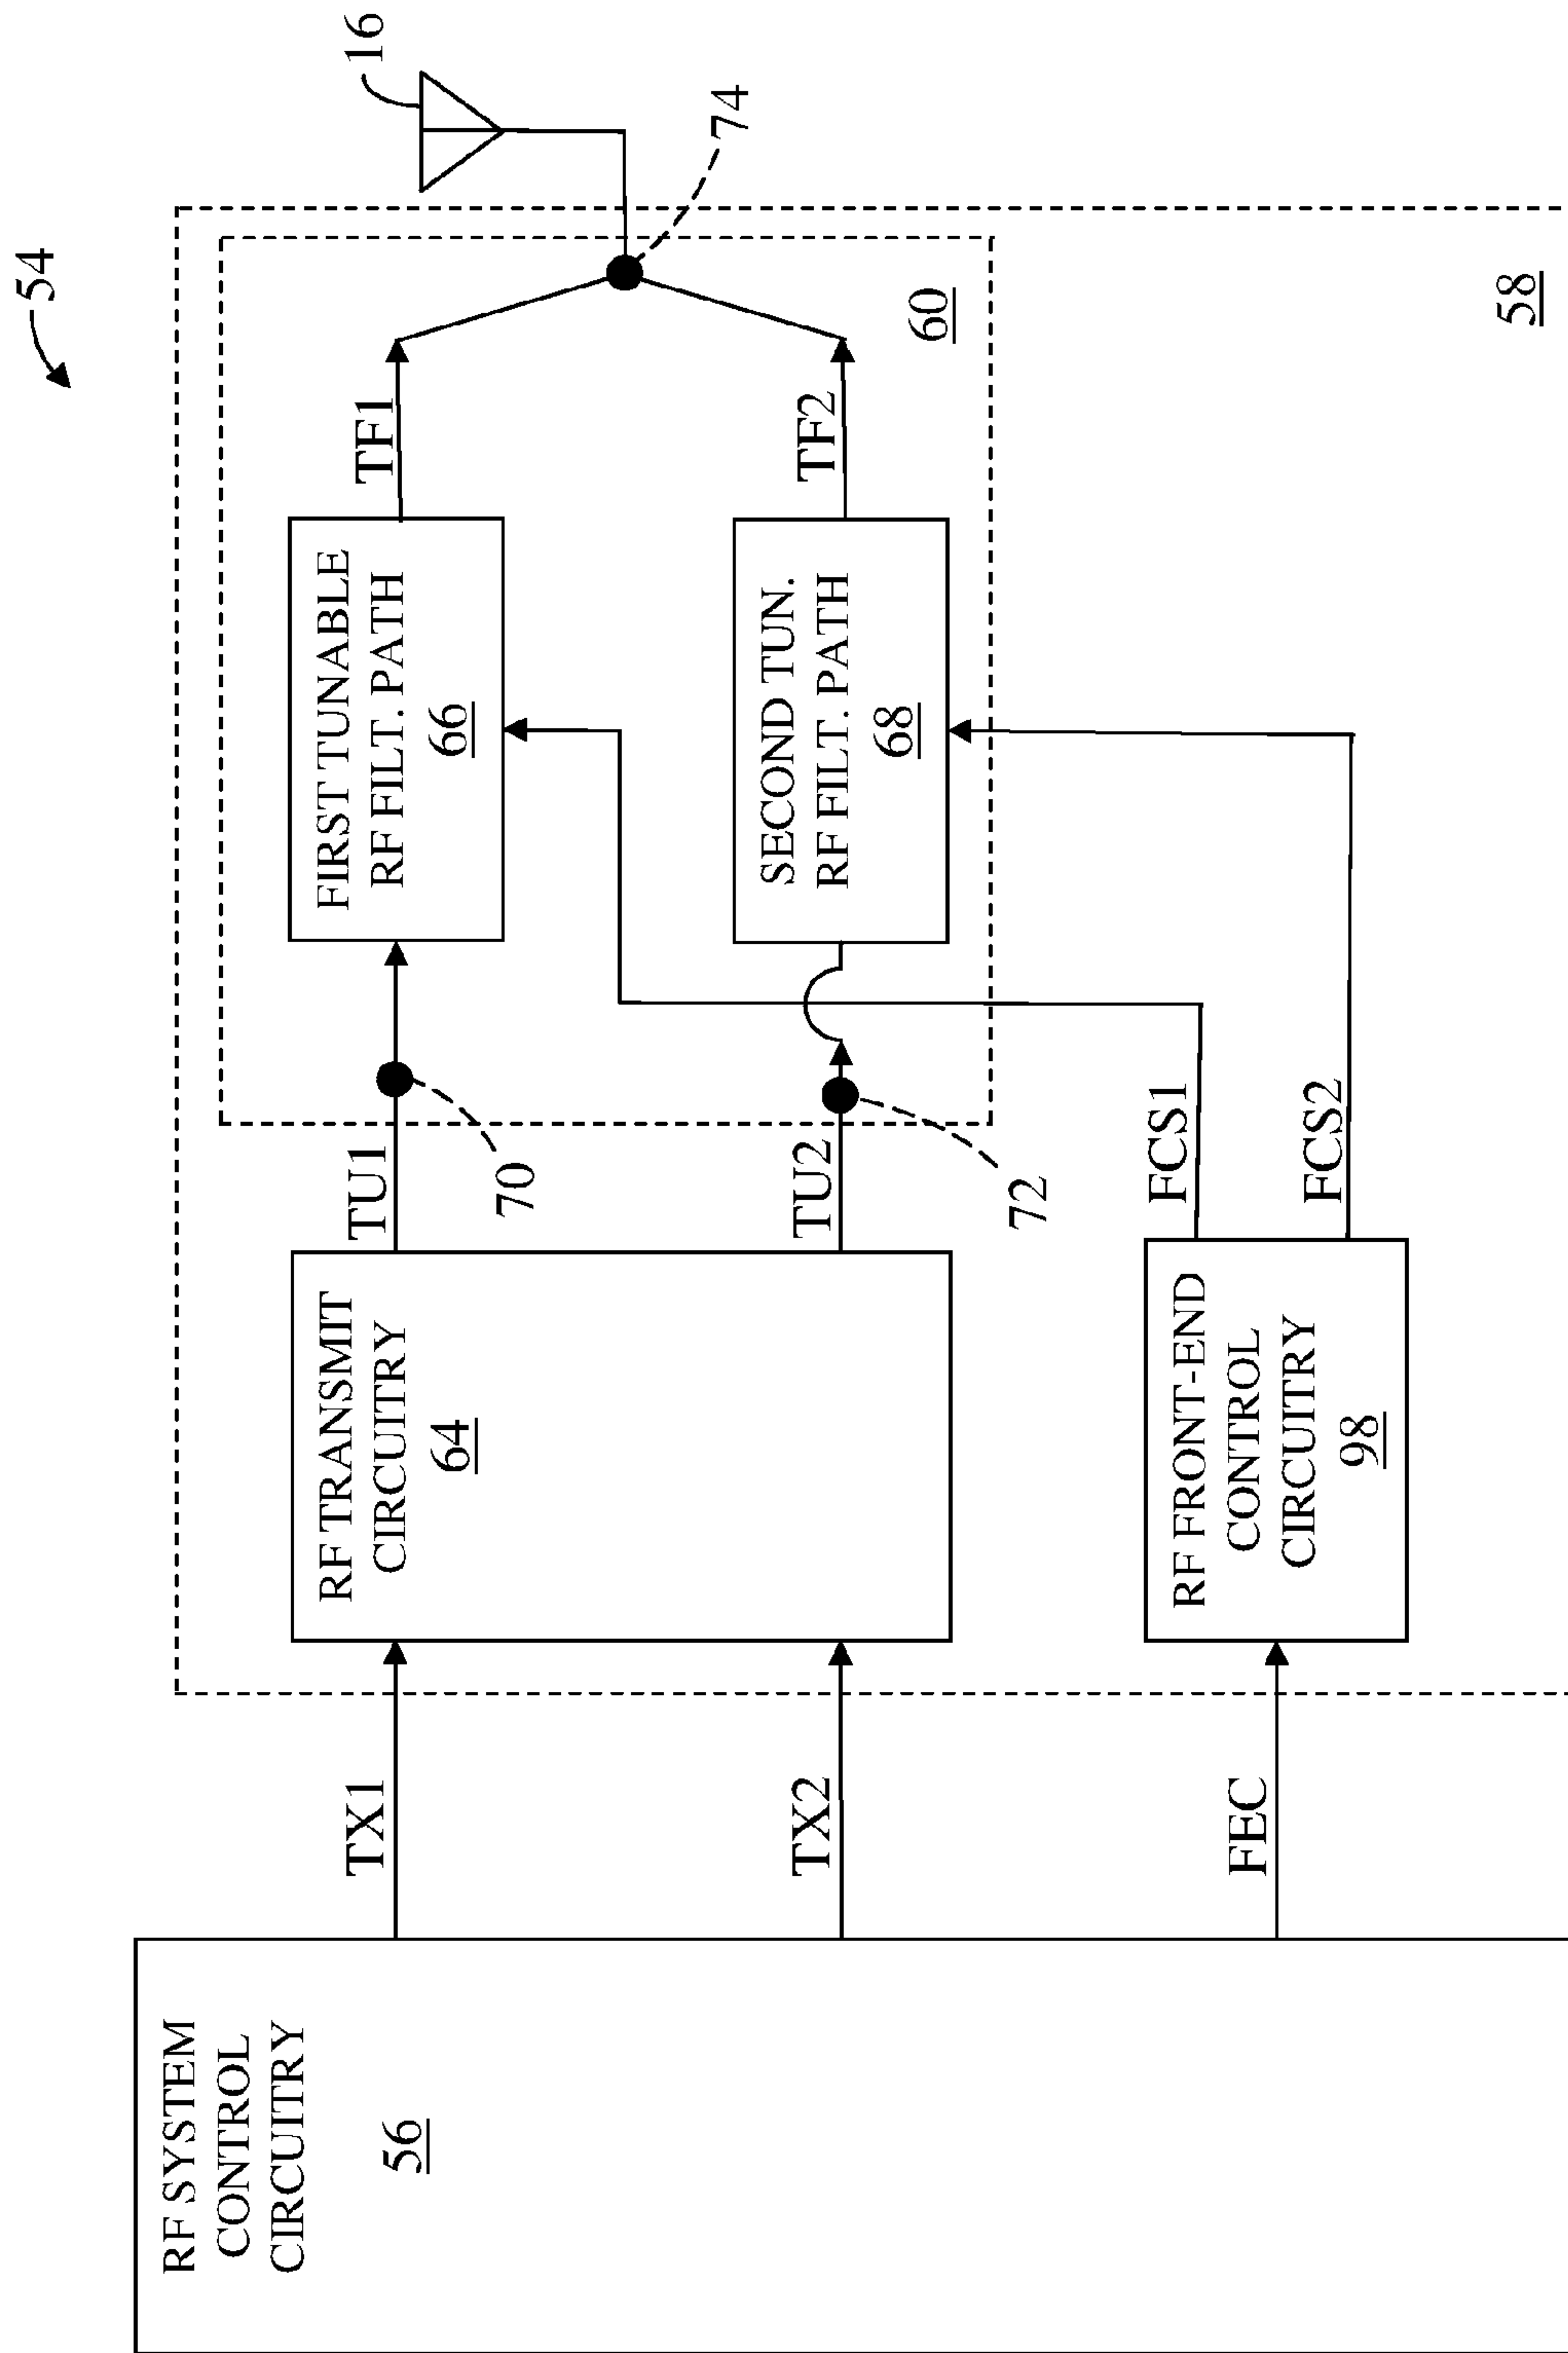 54
16
74
RF SYSTEM
CONTROL
CIRCUITRY
56
TX1
TX2
FEC
RF TRANSMIT
CIRCUITRY
64
TU1
70
TU2
72
FIRST TUNABLE
RF FILT. PATH
66
TF1
SECOND TUN.
RF FILT. PATH
68
TF2
60
RF FRONT-END
CONTROL
CIRCUITRY
98
FCS1
FCS2
58